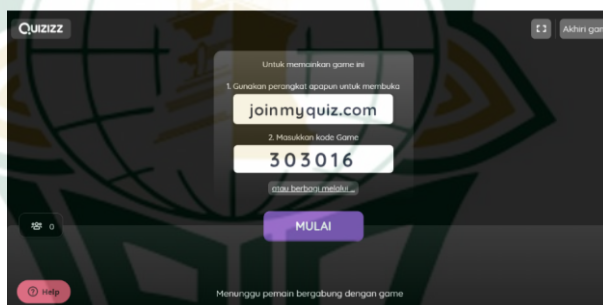 QUIZIZZ
Akhiri gam
Untuk memainkan game ini
1. Gunakan perangkat apapun untuk membuka
joinmyquiz.com
2. Masukkan kode Game
303016
atau berbagi melalui...
0
MULAI
Help
Menunggu pemain bergabung dengan game